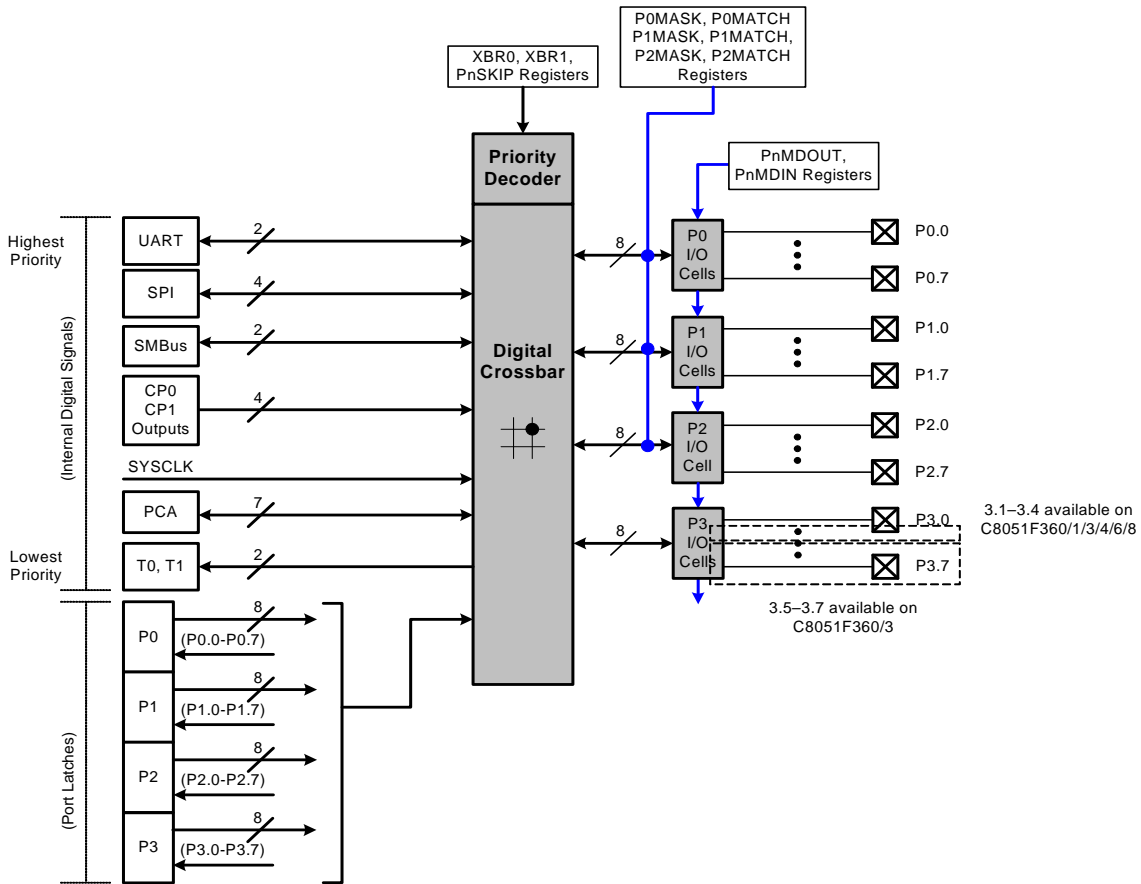 P0MASK, P0MATCH
P1MASK, P1MATCH,
P2MASK, P2MATCH
Registers
XBR0, XBR1,
PnSKIP Registers
PnMDOUT,
PnMDIN Registers
Priority
Decoder
Digital
Crossbar
Highest
Priority
(Internal Digital Signals)
Lowest
Priority
UART
2
SPI
4
SMBus
2
CP0
CP1
Outputs
4
SYSCLK
PCA
7
T0, T1
2
(Port Latches)
P0
8
(P0.0-P0.7)
P1
8
(P1.0-P1.7)
P2
8
(P2.0-P2.7)
P3
8
(P3.0-P3.7)
8
P0
I/O
Cells
P0.0
P0.7
8
P1
I/O
Cells
P1.0
P1.7
8
P2
I/O
Cell
P2.0
P2.7
8
P3
I/O
Cells
P3.0
P3.7
3.1–3.4 available on
C8051F360/1/3/4/6/8
3.5–3.7 available on
C8051F360/3